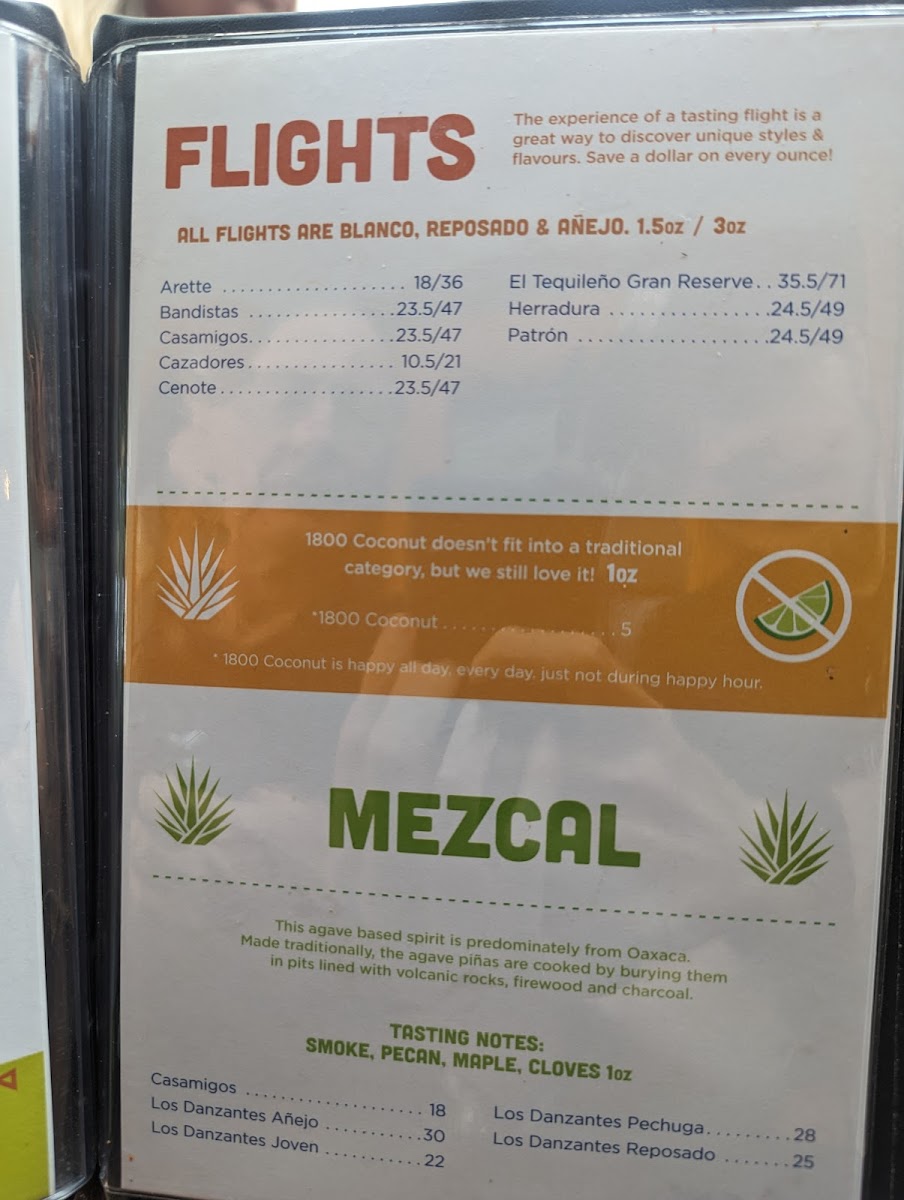 FLIGHTS
The experience of a tasting flight is a
great way to discover unique styles &
flavours. Save a dollar on every ounce!
ALL FLIGHTS ARE BLANCO, REPOSADO & AÑEJO. 1.5oz / 3oz
Arette .................... 18/36
Bandistas ................23.5/47
Casamigos................23.5/47
Cazadores................ 10.5/21
Cenote...................23.5/47
El Tequileño Gran Reserve.. 35.5/71
Herradura .................24.5/49
Patrón ....................24.5/49
1800 Coconut doesn't fit into a traditional
category, but we still love it! 1oz
*1800 Coconut....................5
* 1800 Coconut is happy all day, every day, just not during happy hour.
MEZCAL
This agave based spirit is predominately from Oaxaca.
Made traditionally, the agave piñas are cooked by burying them
in pits lined with volcanic rocks, firewood and charcoal.
TASTING NOTES:
SMOKE, PECAN, MAPLE, CLOVES 1oz
Casamigos .................... 18
Los Danzantes Añejo ...........30
Los Danzantes Joven ...........22
Los Danzantes Pechuga.........28
Los Danzantes Reposado .......25